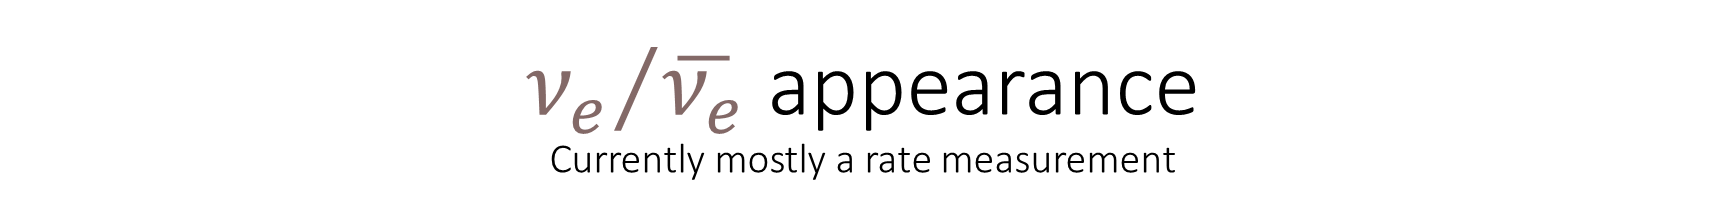 𝜈ₑ/𝜈̅ₑ appearance
Currently mostly a rate measurement